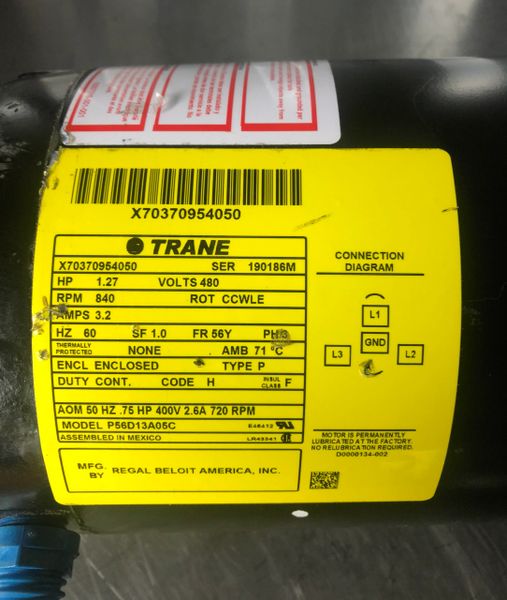 X70370954050
TRANE
X70370954050 SER 190186M
HP 1.27 VOLTS 480
RPM 840 ROT CCWLE
AMPS 3.2
HZ 60 SF 1.0 FR 56Y PH 3
THERMALLY PROTECTED NONE AMB 71 °C
ENCL ENCLOSED TYPE P
DUTY CONT. CODE H INSUL CLASS F
AOM 50 HZ .75 HP 400V 2.6A 720 RPM
MODEL P56D13A05C E46412
ASSEMBLED IN MEXICO LR43341
MFG. BY REGAL BELOIT AMERICA, INC.
CONNECTION
DIAGRAM
L1
GND
L3 L2
MOTOR IS PERMANENTLY
LUBRICATED AT THE FACTORY.
NO RELUBRICATION REQUIRED.
D0000134-002